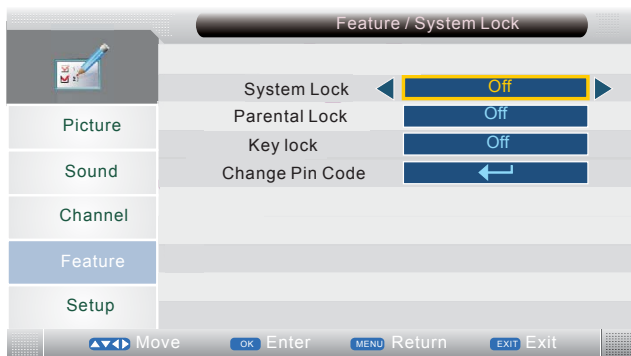 Feature / System Lock
System Lock Off
Parental Lock Off
Key lock Off
Change Pin Code
Picture
Sound
Channel
Feature
Setup
Move OK Enter MENU Return EXIT Exit